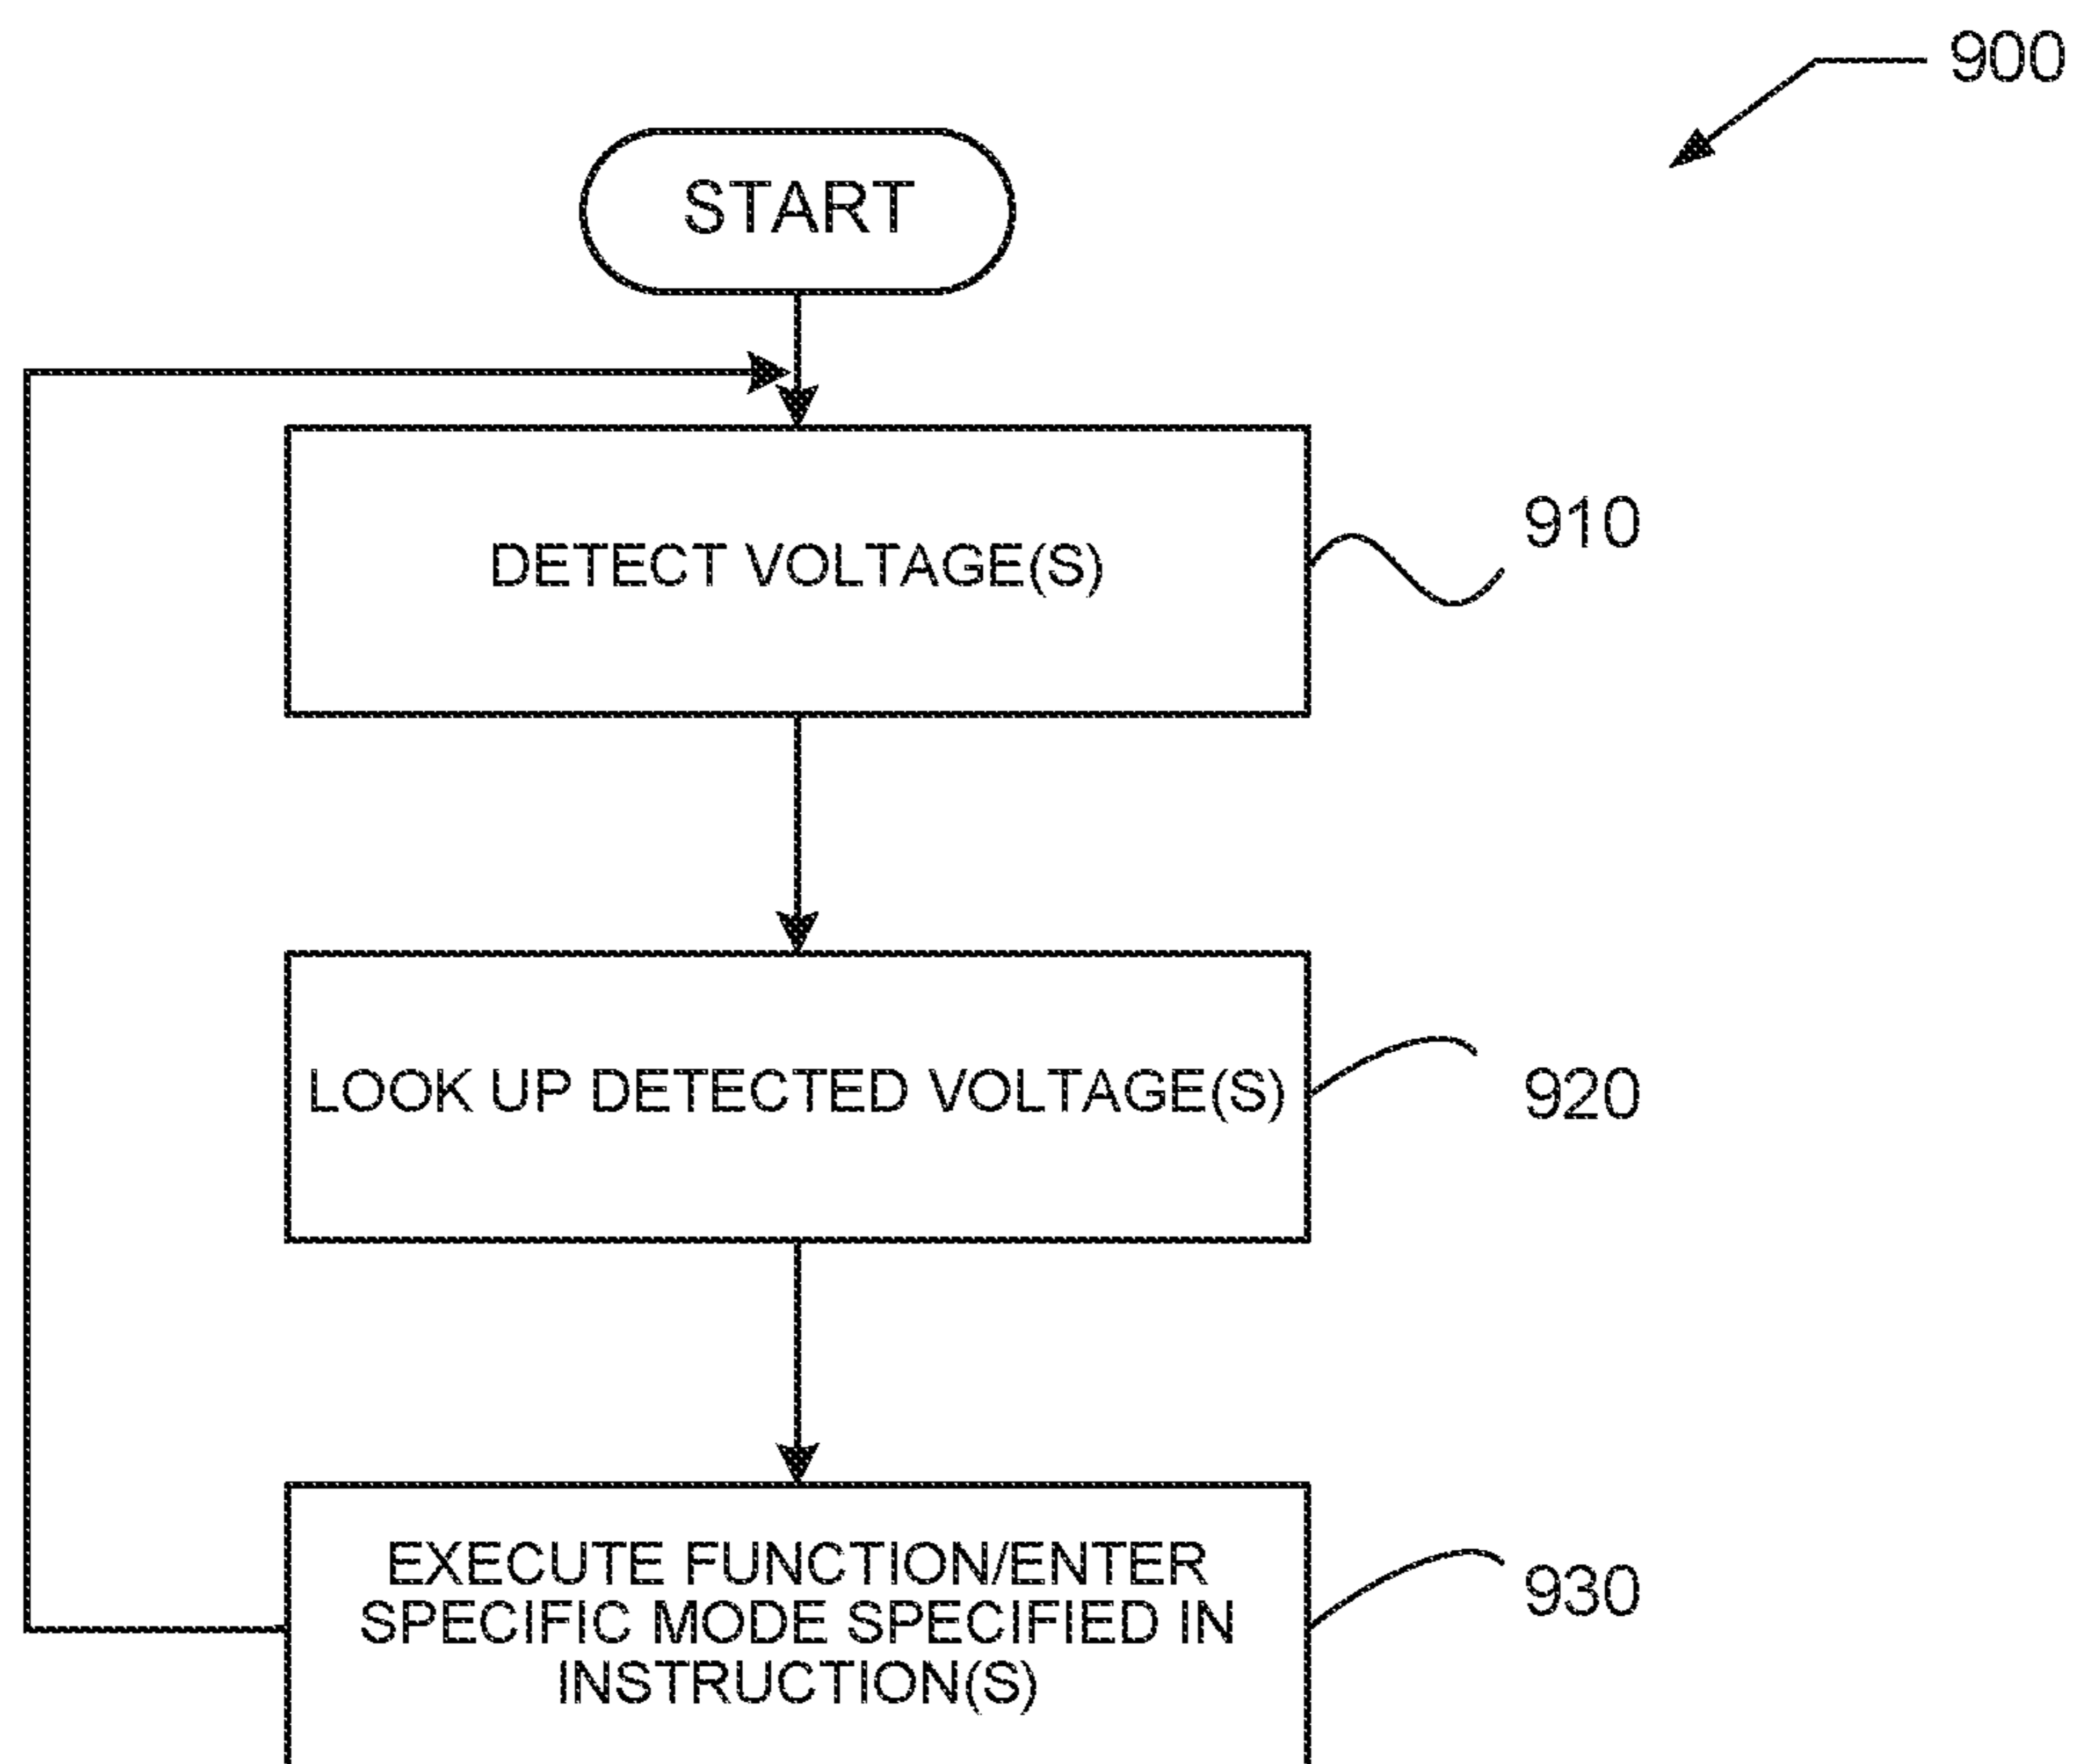 900
START
DETECT VOLTAGE(S)
910
LOOK UP DETECTED VOLTAGE(S)
920
EXECUTE FUNCTION/ENTER
SPECIFIC MODE SPECIFIED IN
INSTRUCTION(S)
930